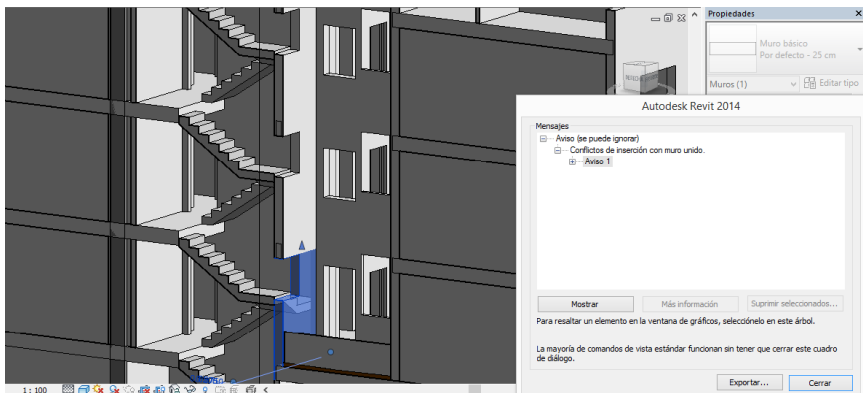 Propiedades
Muro básico
Por defecto - 25 cm
Muros (1)
Editar tipo
Autodesk Revit 2014
Mensajes
Aviso (se puede ignorar)
Conflictos de inserción con muro unido.
Aviso 1
Mostrar
Más información
Suprimir seleccionados...
Para resaltar un elemento en la ventana de gráficos, selecciónelo en este árbol.
La mayoría de comandos de vista estándar funcionan sin tener que cerrar este cuadro
de diálogo.
Exportar...
Cerrar
1 : 100